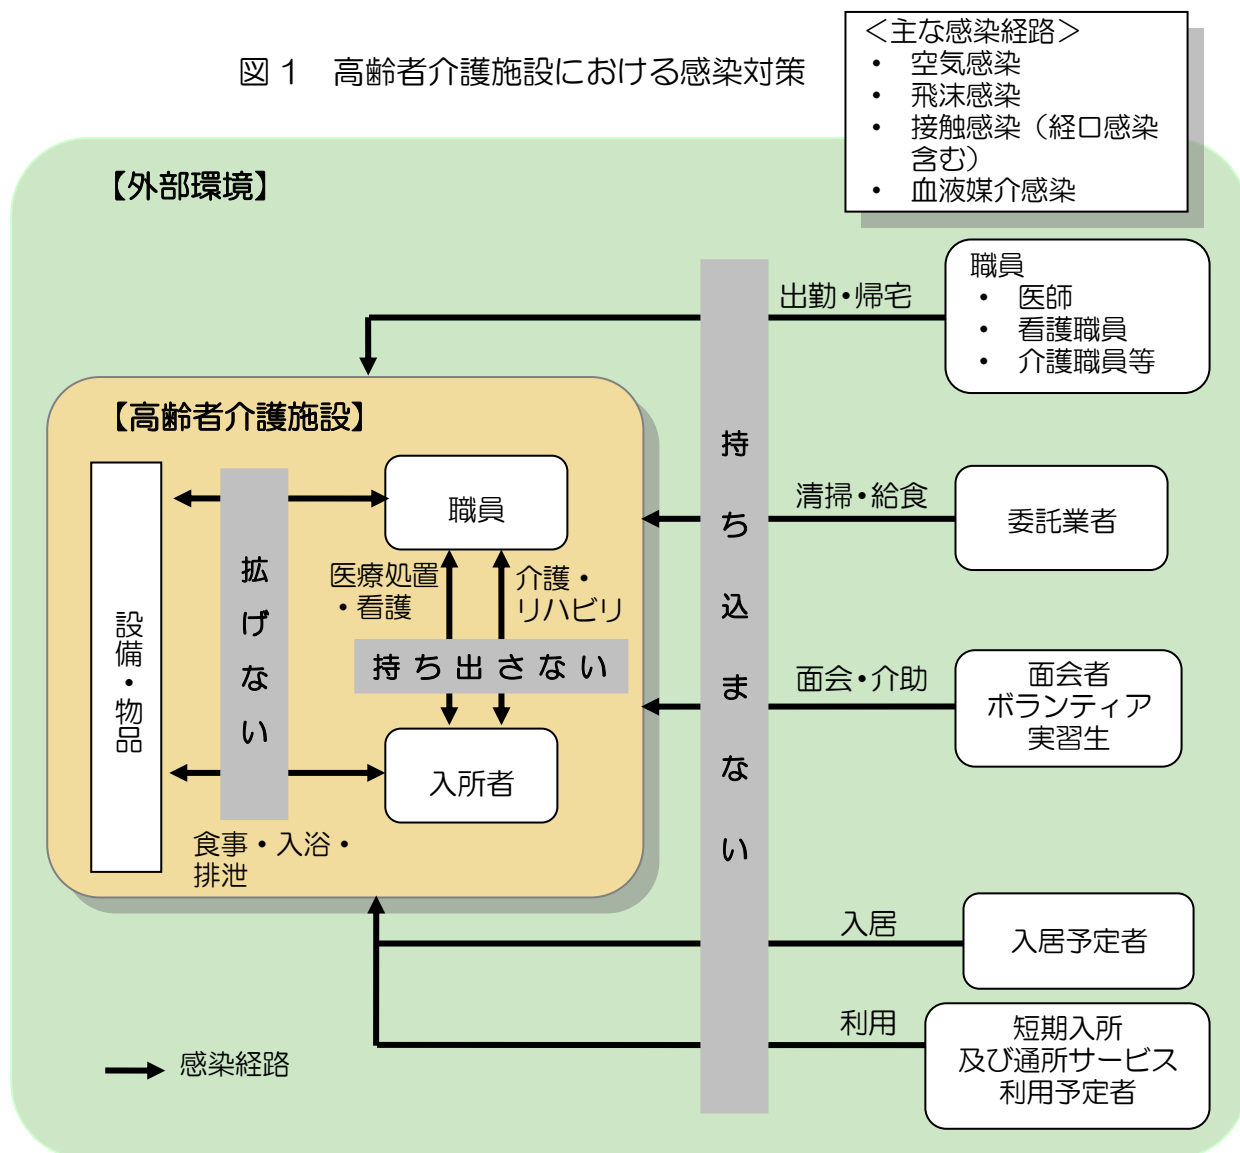 図１　高齢者介護施設における感染対策
＜主な感染経路＞
• 空気感染
• 飛沫感染
• 接触感染（経口感染
含む）
• 血液媒介感染
【外部環境】
職員
• 医師
• 看護職員
• 介護職員等
出勤・帰宅
【高齢者介護施設】
持ち込まない
清掃・給食
委託業者
職員
設備・物品
拡げない
医療処置
・看護
介護・
リハビリ
持ち出さない
面会・介助
面会者
ボランティア
実習生
入所者
食事・入浴・
排泄
入居
入居予定者
利用
短期入所
及び通所サービス
利用予定者
感染経路